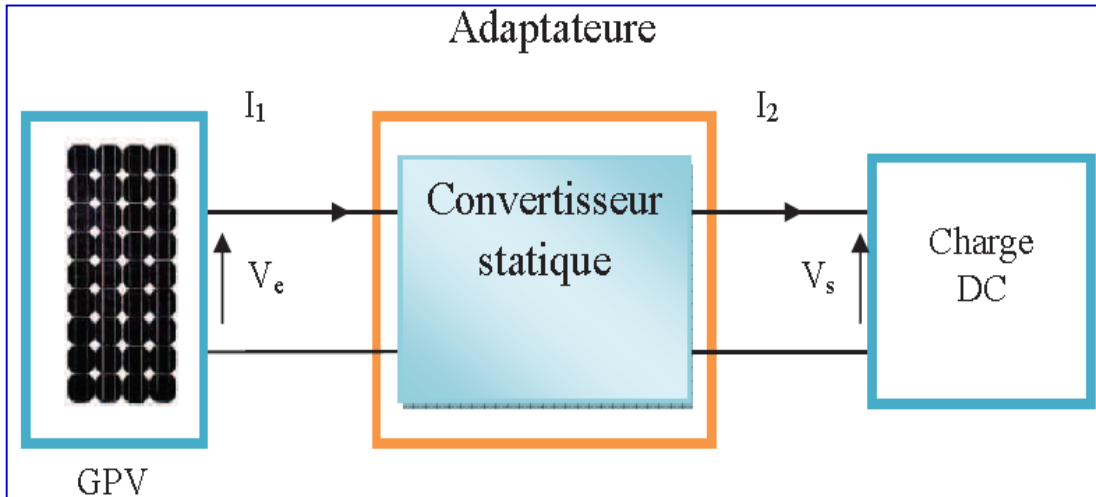 Adaptateure
I₁
I₂
Convertisseur
statique
Vₑ
Vₛ
Charge
DC
GPV